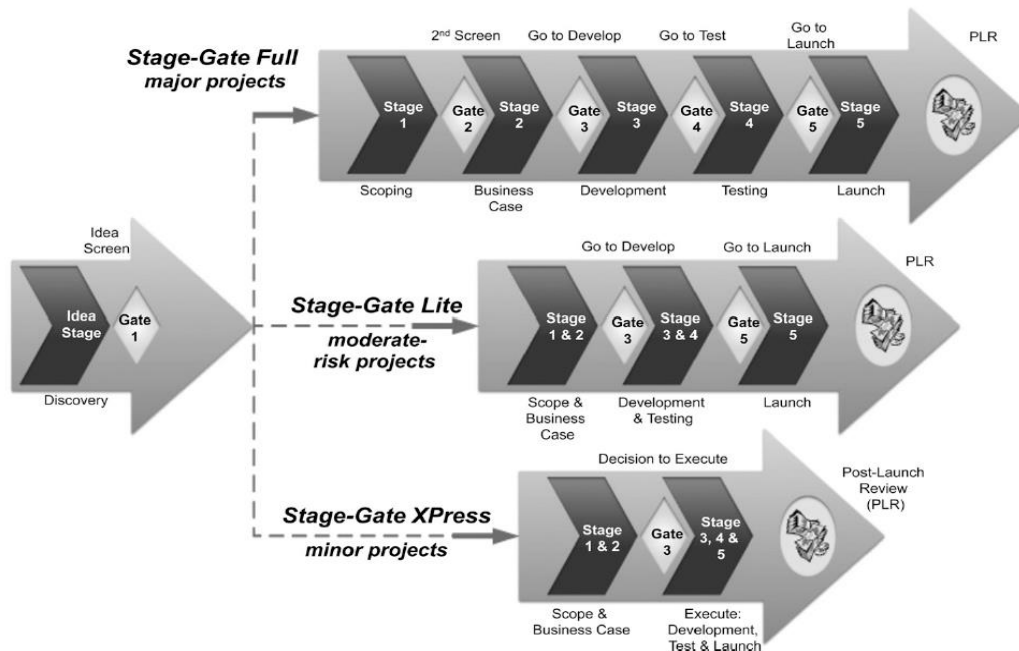 Stage-Gate Full
major projects
2nd Screen
Go to Develop
Go to Test
Go to
Launch
PLR
Stage
1
Gate
2
Stage
2
Gate
3
Stage
3
Gate
4
Stage
4
Gate
5
Stage
5
Scoping
Business
Case
Development
Testing
Launch
Idea
Screen
Idea
Stage
Gate
1
Discovery
Stage-Gate Lite
moderate-
risk projects
Go to Develop
Go to Launch
PLR
Stage
1 & 2
Gate
3
Stage
3 & 4
Gate
5
Stage
5
Scope &
Business
Case
Development
& Testing
Launch
Stage-Gate XPress
minor projects
Decision to Execute
Post-Launch
Review
(PLR)
Stage
1 & 2
Gate
3
Stage
3, 4 &
5
Scope &
Business Case
Execute:
Development,
Test & Launch